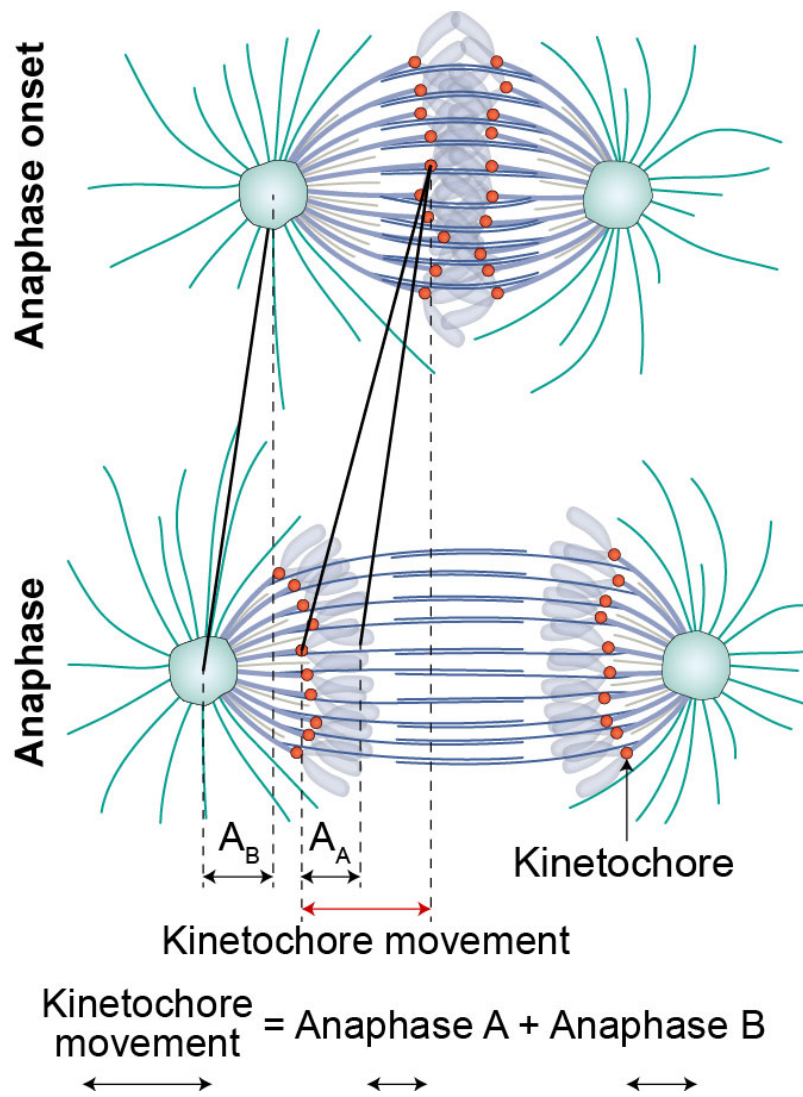 Anaphase onset
Anaphase
A_B
A_A
Kinetochore
Kinetochore movement
Kinetochore movement = Anaphase A + Anaphase B